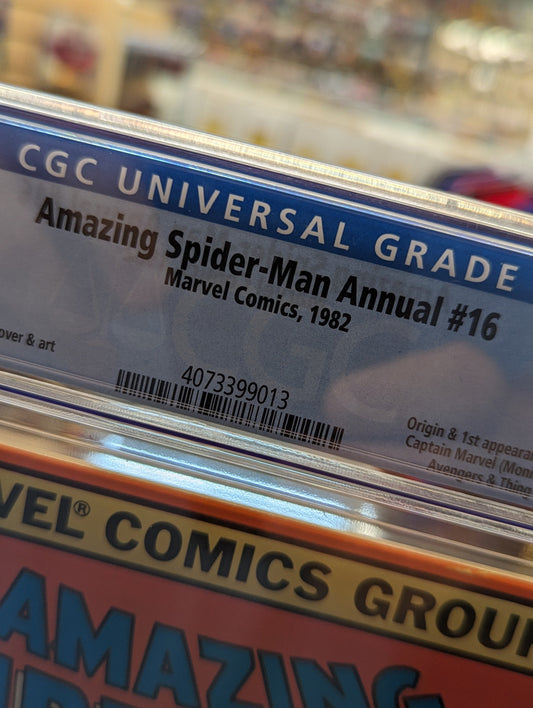 CGC UNIVERSAL GRADE
Amazing Spider-Man Annual #16
Marvel Comics, 1982
over & art
4073399013
Origin & 1st appeara
Captain Marvel (Mon
Avengers & Thing
VEL® COMICS GROU
AMAZING